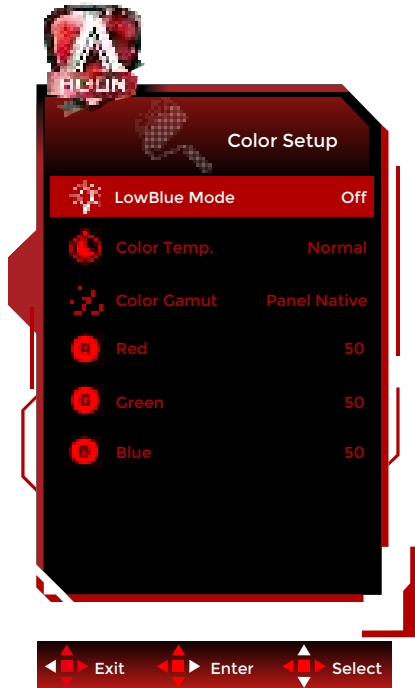 Color Setup
LowBlue Mode Off
Color Temp. Normal
Color Gamut Panel Native
R Red 50
G Green 50
B Blue 50
Exit Enter Select